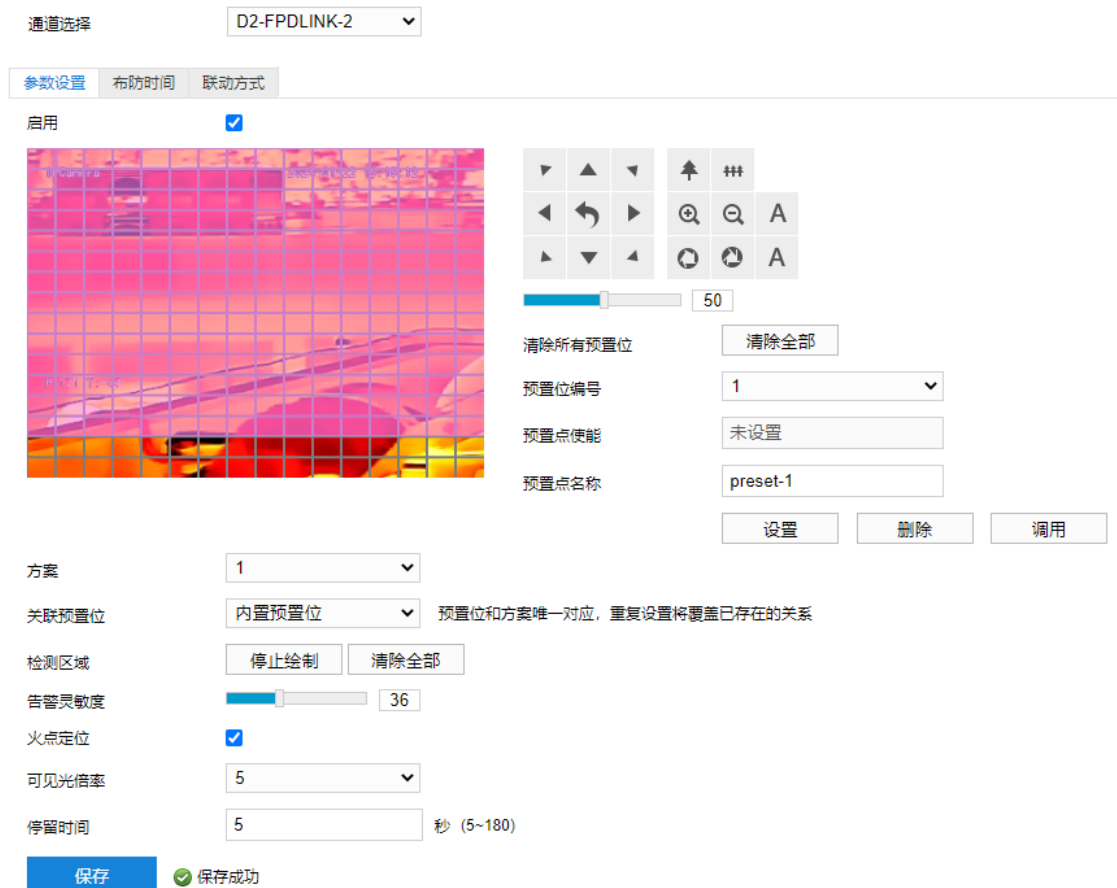 通道选择 D2-FPDLINK-2
参数设置 布防时间 联动方式
启用
A
A
50
清除所有预置位 清除全部
预置位编号 1
预置点使能 未设置
预置点名称 preset-1
设置 删除 调用
方案 1
关联预置位 内置预置位 预置位和方案唯一对应，重复设置将覆盖已存在的关系
检测区域 停止绘制 清除全部
告警灵敏度 36
火点定位
可见光倍率 5
停留时间 5 秒 (5~180)
保存 保存成功